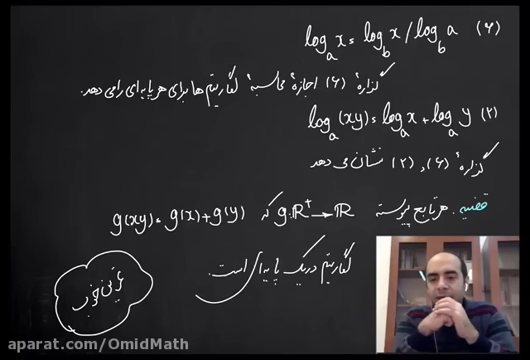 (۶) log_a x = log_b x / log_b a
گزاره‌ٔ (۶) اجازه‌ٔ محاسبهٔ لگاریتم ها برای هر پایه‌ای را می دهد.
(۲) log_a (xy) = log_a x + log_a y
گزاره‌ٔ (۶) و (۲) نشان می دهد
قضیه. هر تابع پیوسته g: ℝ⁺ → ℝ که g(xy) = g(x) + g(y)
لگاریتم در یک پایه‌ای است.
aparat.com/OmidMath